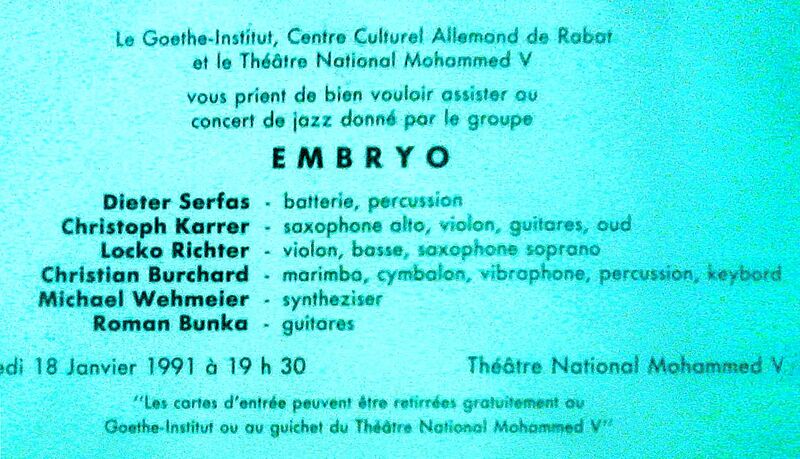 Le Goethe-Institut, Centre Culturel Allemand de Rabat
et le Théâtre National Mohammed V
vous prient de bien vouloir assister au
concert de jazz donné par le groupe
EMBRYO
Dieter Serfas - batterie, percussion
Christoph Karrer - saxophone alto, violon, guitares, oud
Locko Richter - violon, basse, saxophone soprano
Christian Burchard - marimba, cymbalon, vibraphone, percussion, keybord
Michael Wehmeier - syntheziser
Roman Bunka - guitares
edi 18 Janvier 1991 à 19 h 30 Théâtre National Mohammed V
"Les cartes d'entrée peuvent être retirrées gratuitement au
Goethe-Institut ou au guichet du Théâtre National Mohammed V"